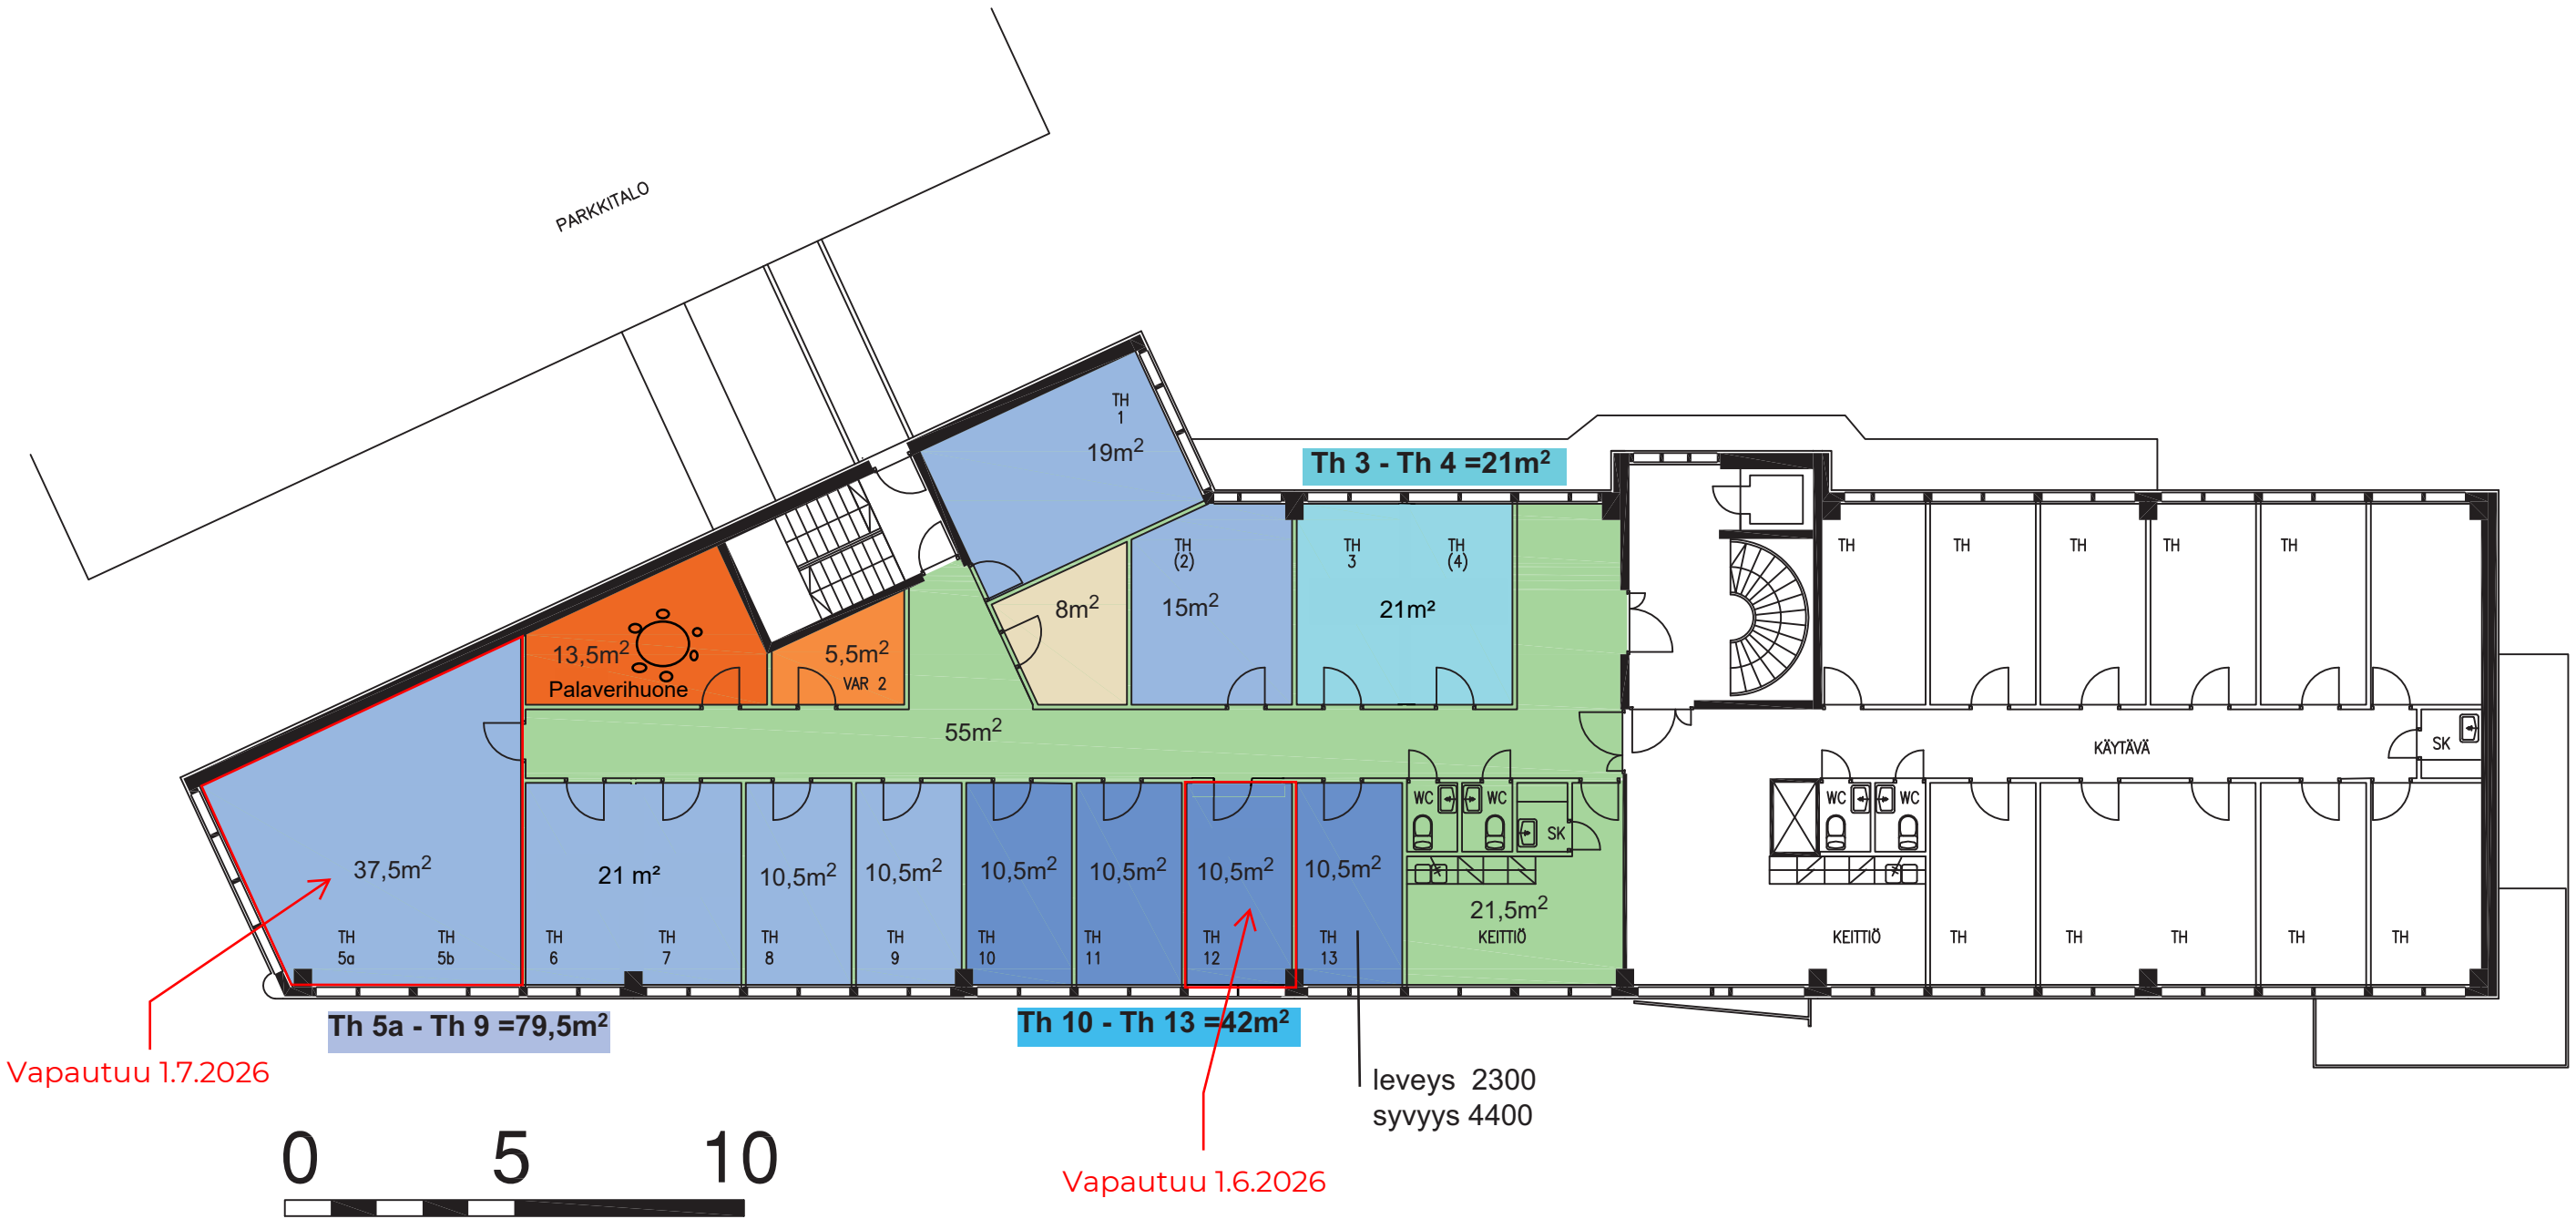 PARKKITALO
TH
1
19m²
Th 3 - Th 4 =21m²
TH
(2)
15m²
TH
3
TH
(4)
21m²
8m²
13,5m²
Palaverihuone
5,5m²
VAR 2
55m²
TH
TH
TH
TH
TH
KÄYTÄVÄ
SK
37,5m²
TH
5a
TH
5b
21 m²
TH
6
TH
7
10,5m²
TH
8
10,5m²
TH
9
10,5m²
TH
10
10,5m²
TH
11
10,5m²
TH
12
10,5m²
TH
13
WC
WC
SK
21,5m²
KEITTIÖ
WC
WC
KEITTIÖ
TH
TH
TH
TH
TH
Th 5a - Th 9 =79,5m²
Th 10 - Th 13 =42m²
Vapautuu 1.7.2026
leveys 2300
syvyys 4400
Vapautuu 1.6.2026
0 5 10